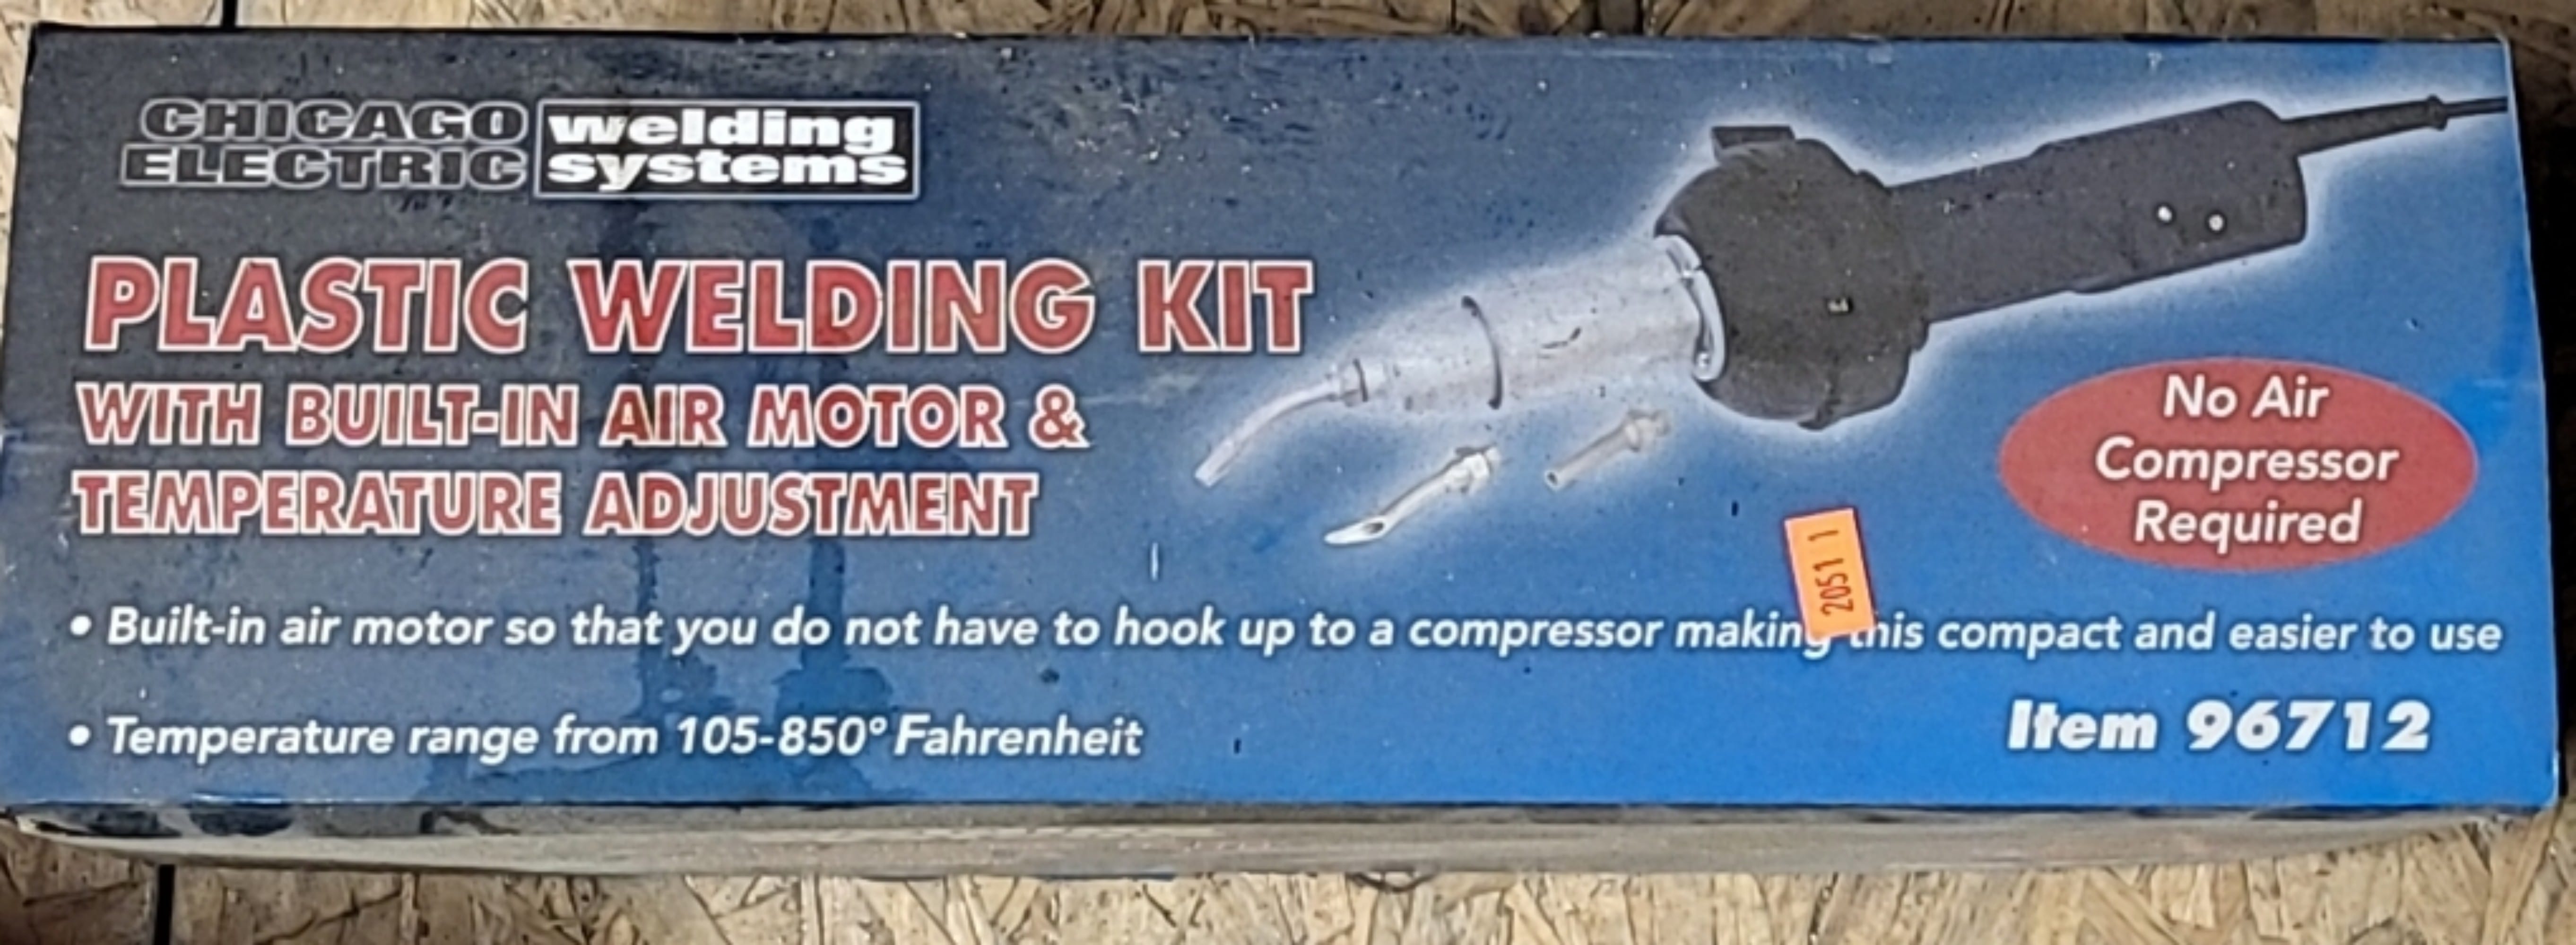 CHICAGO ELECTRIC welding systems
PLASTIC WELDING KIT
WITH BUILT-IN AIR MOTOR &
TEMPERATURE ADJUSTMENT
No Air
Compressor
Required
2051 1
• Built-in air motor so that you do not have to hook up to a compressor making this compact and easier to use
• Temperature range from 105-850° Fahrenheit
Item 96712